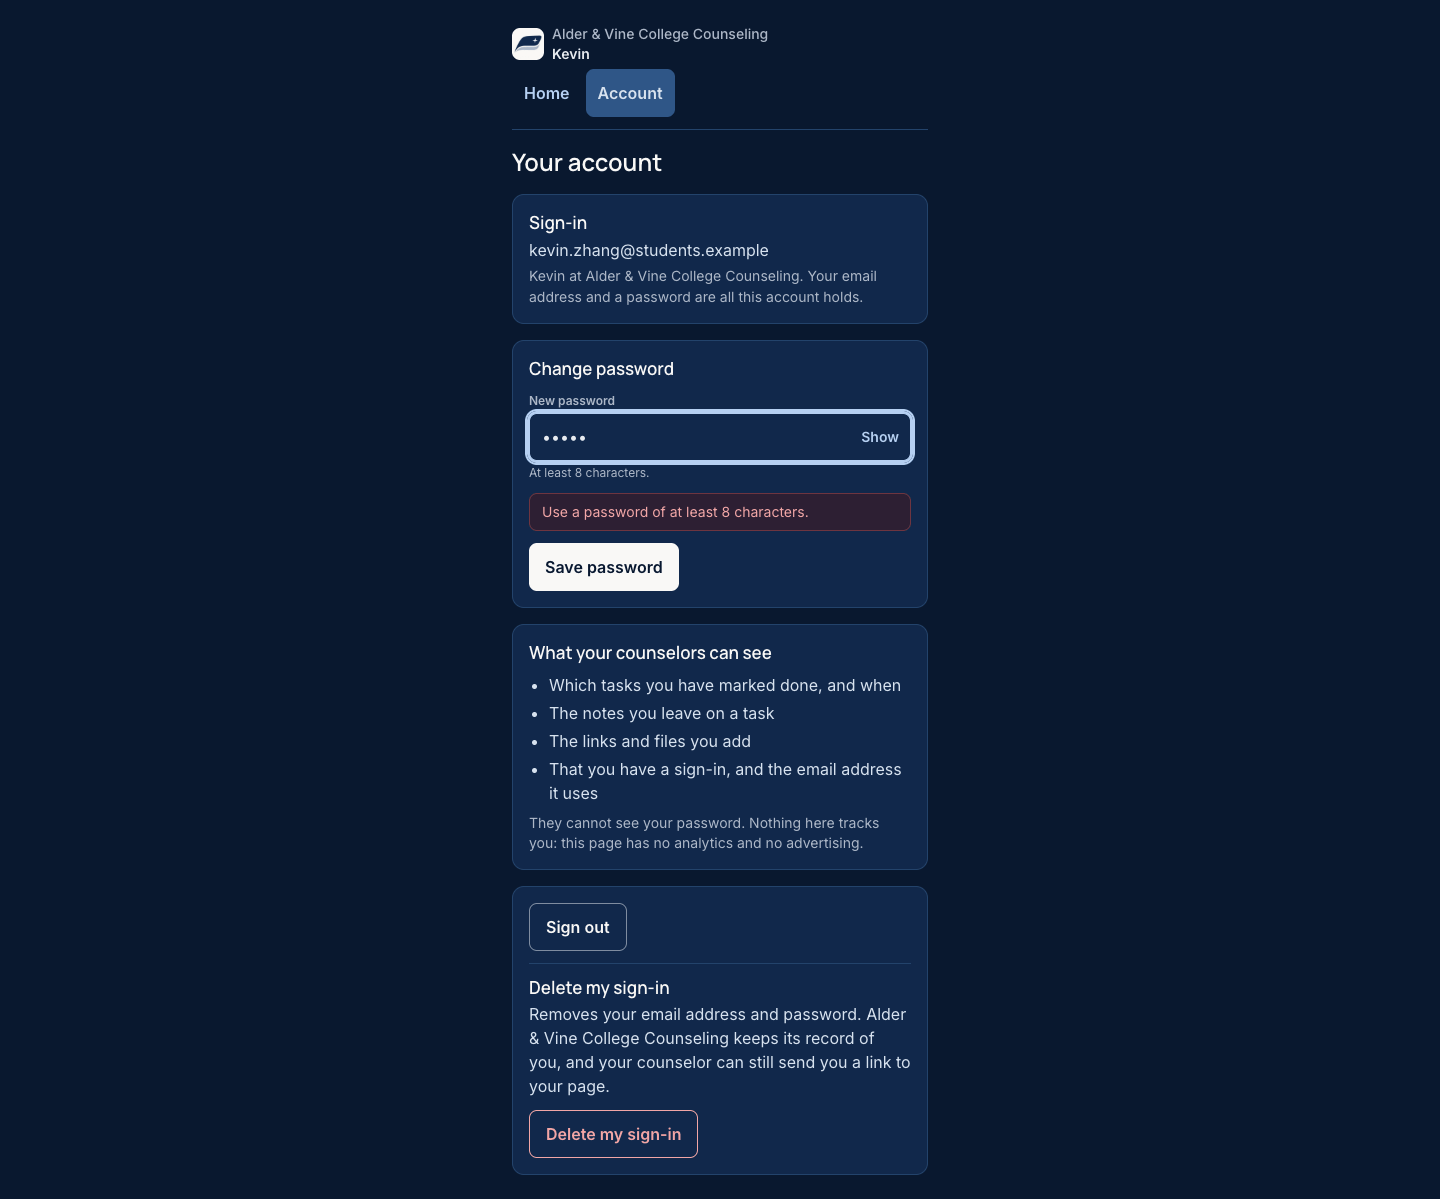 Alder & Vine College Counseling
Kevin
Home
Account
Your account
Sign-in
kevin.zhang@students.example
Kevin at Alder & Vine College Counseling. Your email
address and a password are all this account holds.
Change password
New password
•••••
Show
At least 8 characters.
Use a password of at least 8 characters.
Save password
What your counselors can see
• Which tasks you have marked done, and when
• The notes you leave on a task
• The links and files you add
• That you have a sign-in, and the email address
it uses
They cannot see your password. Nothing here tracks
you: this page has no analytics and no advertising.
Sign out
Delete my sign-in
Removes your email address and password. Alder
& Vine College Counseling keeps its record of
you, and your counselor can still send you a link to
your page.
Delete my sign-in